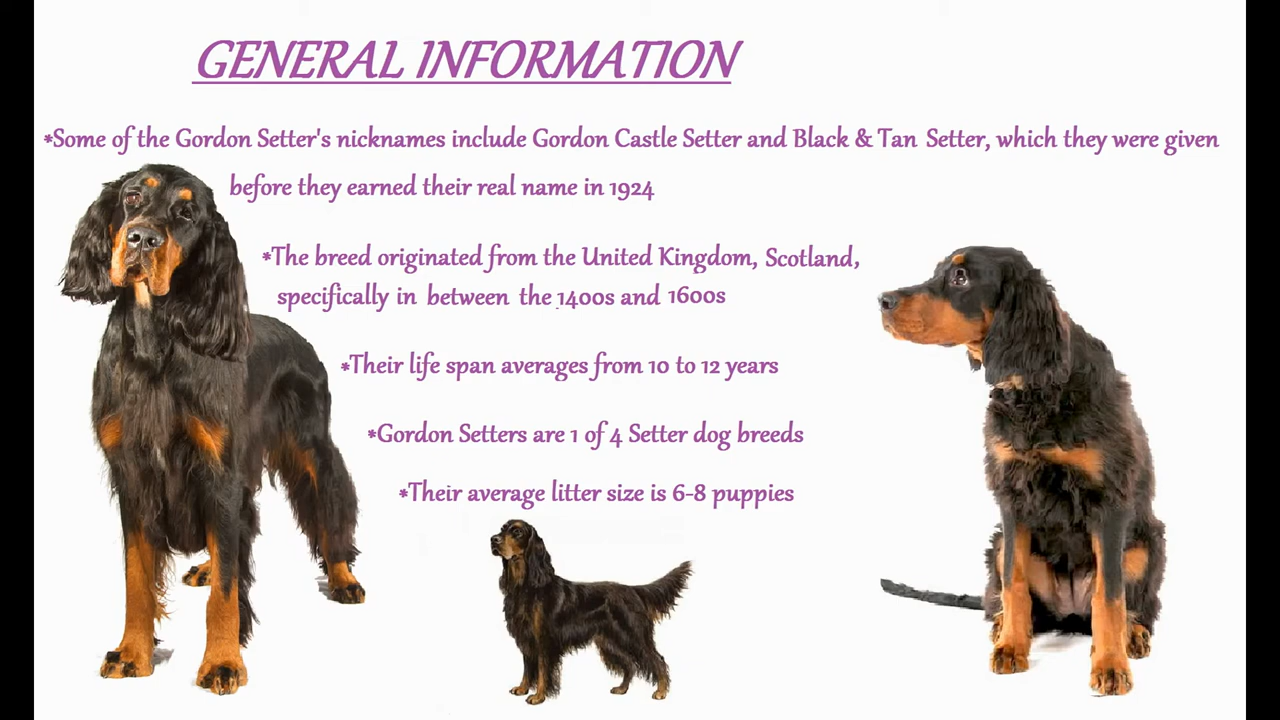 GENERAL INFORMATION
*Some of the Gordon Setter's nicknames include Gordon Castle Setter and Black & Tan Setter, which they were given
before they earned their real name in 1924
*The breed originated from the United Kingdom, Scotland,
specifically in between the 1400s and 1600s
*Their life span averages from 10 to 12 years
*Gordon Setters are 1 of 4 Setter dog breeds
*Their average litter size is 6-8 puppies